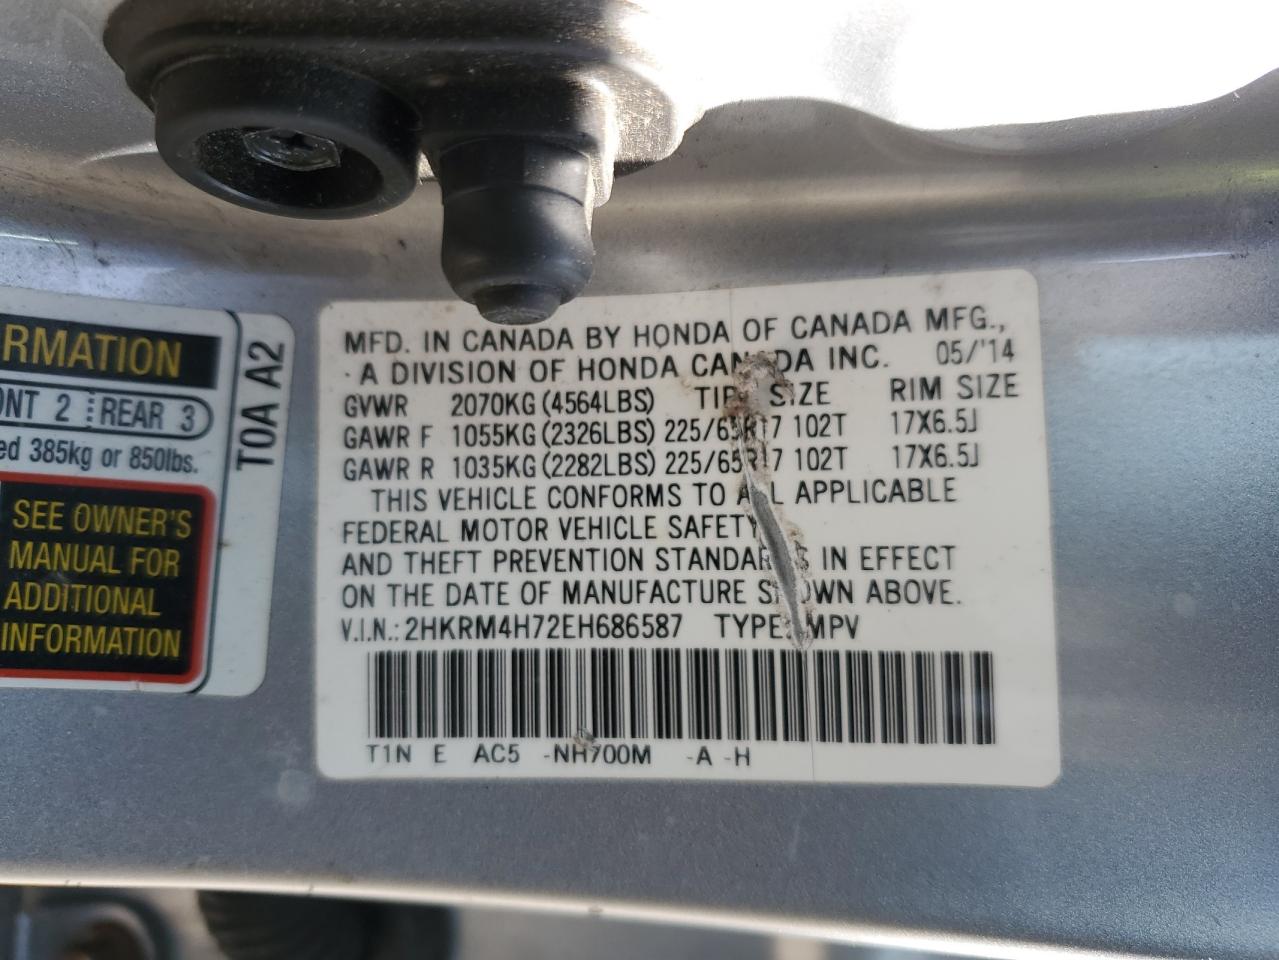 RMATION
ONT 2 REAR 3
ed 385kg or 850lbs.
SEE OWNER'S
MANUAL FOR
ADDITIONAL
INFORMATION
T0A A2
MFD. IN CANADA BY HONDA OF CANADA MFG.,
A DIVISION OF HONDA CANADA INC. 05/'14
GVWR 2070KG (4564LBS) TIRE SIZE RIM SIZE
GAWR F 1055KG (2326LBS) 225/65R17 102T 17X6.5J
GAWR R 1035KG (2282LBS) 225/65R17 102T 17X6.5J
THIS VEHICLE CONFORMS TO ALL APPLICABLE
FEDERAL MOTOR VEHICLE SAFETY
AND THEFT PREVENTION STANDARDS IN EFFECT
ON THE DATE OF MANUFACTURE SHOWN ABOVE.
V.I.N.: 2HKRM4H72EH686587 TYPE: MPV
T1N E AC5 -NH700M -A -H